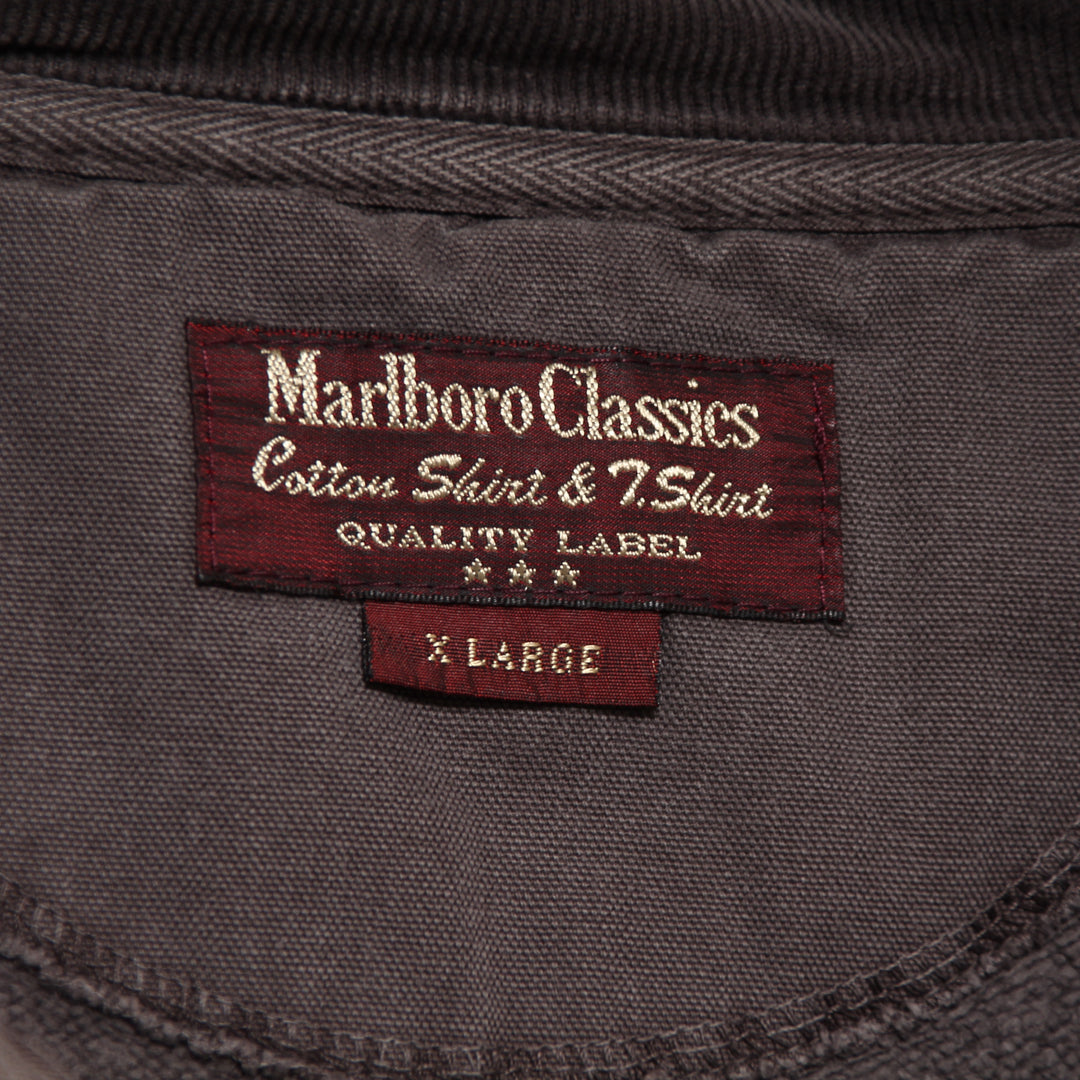 Marlboro Classics
Cotton Shirt & T.Shirt
QUALITY LABEL
X LARGE